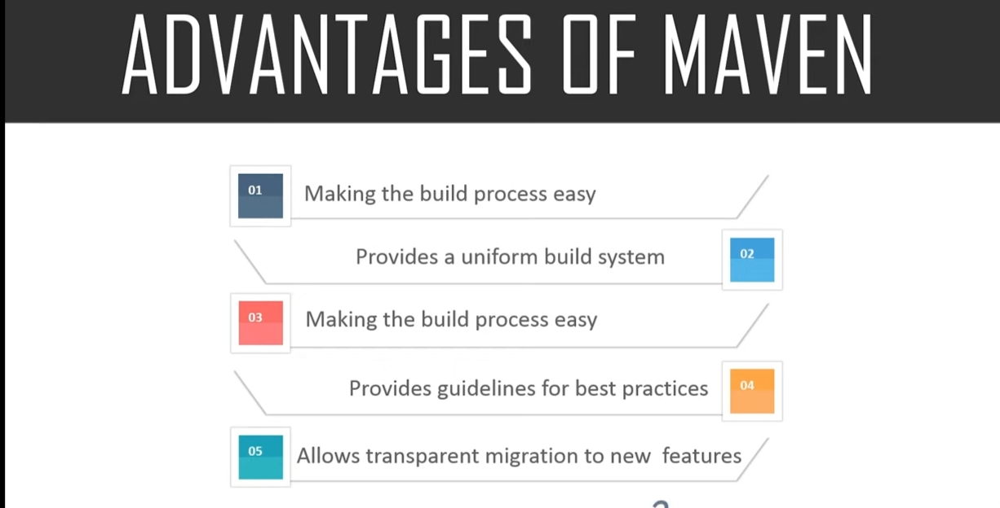 ADVANTAGES OF MAVEN
01 Making the build process easy
Provides a uniform build system 02
03 Making the build process easy
Provides guidelines for best practices 04
05 Allows transparent migration to new features